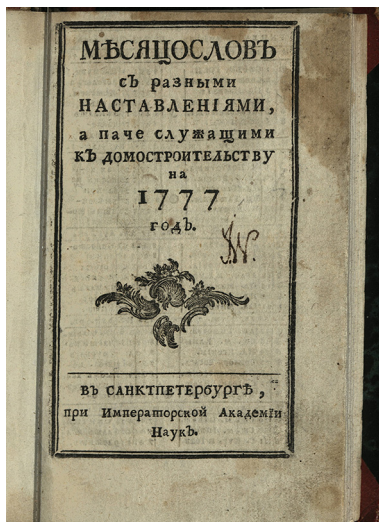 МѢСЯЦОСЛОВЪ
съ разными
НАСТАВЛЕНІЯМИ,
а паче служащими
къ домостроительству
на
1777
годъ.
въ САНКТПЕТЕРБУРГѢ,
при Императорской Академіи
Наукъ.